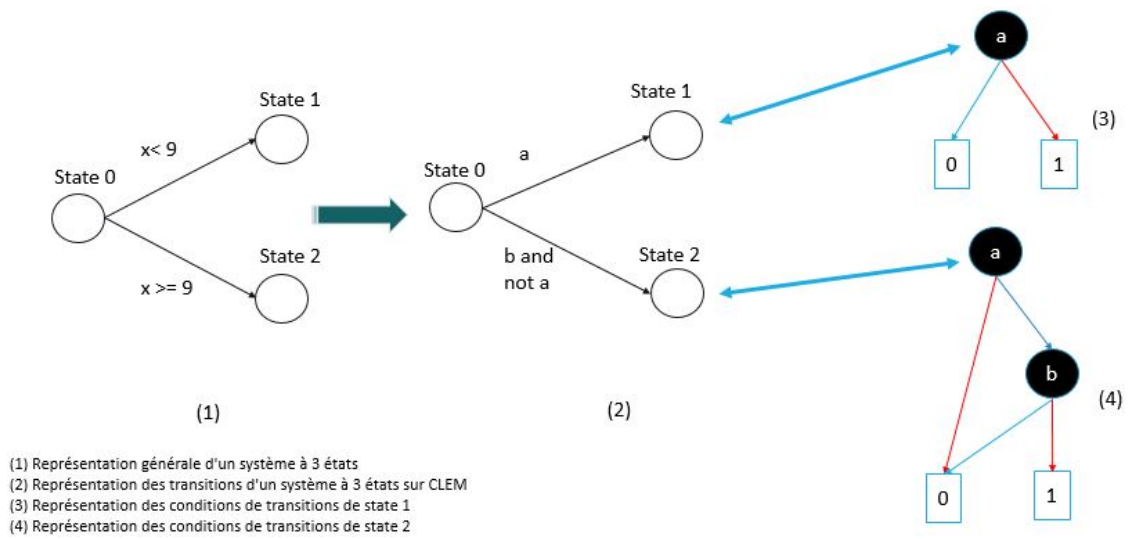 a
State 1
State 1
(3)
x< 9
a
0
1
State 0
State 0
State 2
State 2
b and
not a
x >= 9
a
b
(1)
(2)
(4)
0
1
(1) Représentation générale d'un système à 3 états
(2) Représentation des transitions d'un système à 3 états sur CLEM
(3) Représentation des conditions de transitions de state 1
(4) Représentation des conditions de transitions de state 2